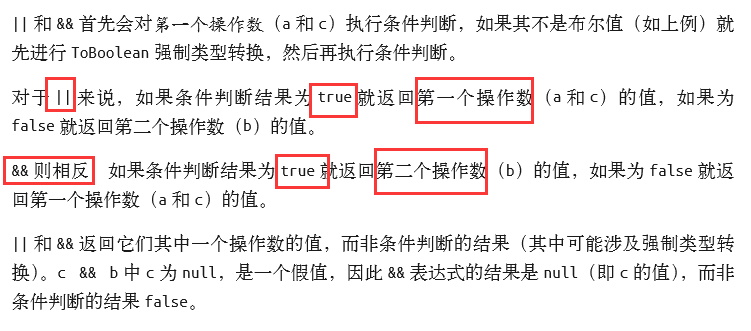 || 和 && 首先会对第一个操作数（a 和 c）执行条件判断，如果其不是布尔值（如上例）就
先进行 ToBoolean 强制类型转换，然后再执行条件判断。
对于 || 来说，如果条件判断结果为 true 就返回第一个操作数（a 和 c）的值，如果为
false 就返回第二个操作数（b）的值。
&& 则相反 如果条件判断结果为 true 就返回第二个操作数（b）的值，如果为 false 就返
回第一个操作数（a 和 c）的值。
|| 和 && 返回它们其中一个操作数的值，而非条件判断的结果（其中可能涉及强制类型转
换）。c && b 中 c 为 null，是一个假值，因此 && 表达式的结果是 null（即 c 的值），而非
条件判断的结果 false。